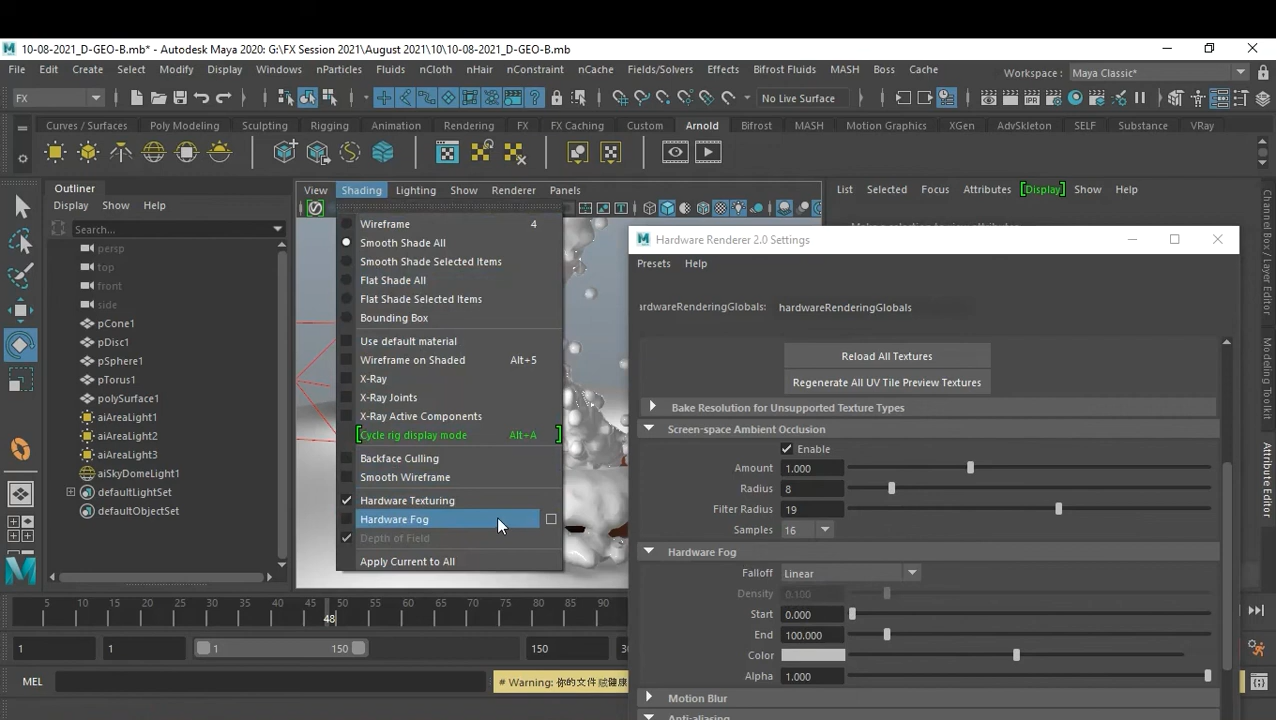 10-08-2021_D-GEO-B.mb* - Autodesk Maya 2020: G:\FX Session 2021\August 2021\10\10-08-2021_D-GEO-B.mb
File Edit Create Select Modify Display Windows nParticles Fluids nCloth nHair nConstraint nCache Fields/Solvers Effects Bifrost Fluids MASH Boss Cache Workspace : Maya Classic*
FX No Live Surface
Curves / Surfaces Poly Modeling Sculpting Rigging Animation Rendering FX FX Caching Custom Arnold Bifrost MASH Motion Graphics XGen AdvSkeleton SELF Substance VRay
Outliner
Display Show Help
Search...
persp
top
front
side
pCone1
pDisc1
pSphere1
pTorus1
polySurface1
aiAreaLight1
aiAreaLight2
aiAreaLight3
aiSkyDomeLight1
defaultLightSet
defaultObjectSet
View Shading Lighting Show Renderer Panels
Wireframe 4
Smooth Shade All
Smooth Shade Selected Items
Flat Shade All
Flat Shade Selected Items
Bounding Box
Use default material
Wireframe on Shaded Alt+5
X-Ray
X-Ray Joints
X-Ray Active Components
Cycle rig display mode Alt+A
Backface Culling
Smooth Wireframe
Hardware Texturing
Hardware Fog
Depth of Field
Apply Current to All
List Selected Focus Attributes Display Show Help
Hardware Renderer 2.0 Settings
Presets Help
ardwareRenderingGlobals: hardwareRenderingGlobals
Reload All Textures
Regenerate All UV Tile Preview Textures
Bake Resolution for Unsupported Texture Types
Screen-space Ambient Occlusion
Enable
Amount 1.000
Radius 8
Filter Radius 19
Samples 16
Hardware Fog
Falloff Linear
Density 0.100
Start 0.000
End 100.000
Color
Alpha 1.000
Motion Blur
Anti-aliasing
Channel Box / Layer Editor
Modeling Toolkit
Attribute Editor
5 10 15 20 25 30 35 40 45 50 55 60 65 70 75 80 85 90
48
1 1 1 150 150
MEL # Warning: 你的文件